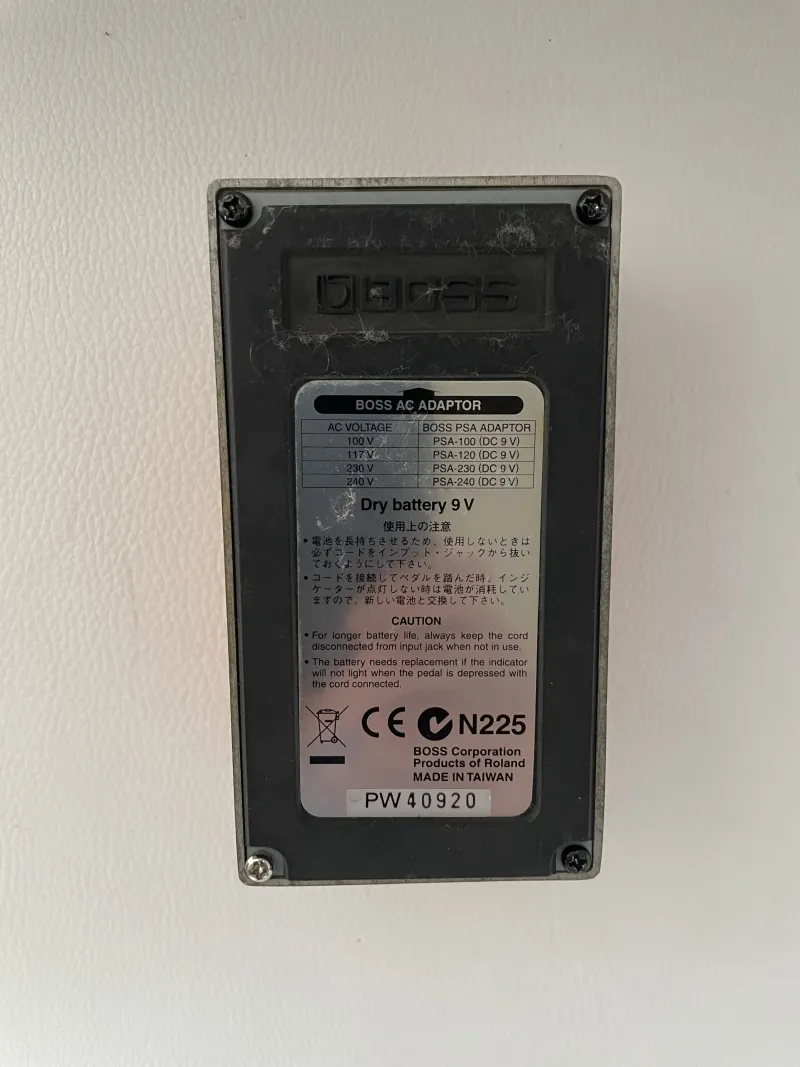 BOSS
BOSS AC ADAPTOR
AC VOLTAGE BOSS PSA ADAPTOR
100 V PSA-100 (DC 9 V)
117 V PSA-120 (DC 9 V)
230 V PSA-230 (DC 9 V)
240 V PSA-240 (DC 9 V)
Dry battery 9 V
使用上の注意
• 電池を長持ちさせるため、使用しないときは
必ずコードをインプット・ジャックから抜い
ておくようにして下さい。
• コードを接続してペダルを踏んだ時、インジ
ケーターが点灯しない時は電池が消耗してい
ますので、新しい電池と交換して下さい。
CAUTION
• For longer battery life, always keep the cord
disconnected from input jack when not in use.
• The battery needs replacement if the indicator
will not light when the pedal is depressed with
the cord connected.
CE N225
BOSS Corporation
Products of Roland
MADE IN TAIWAN
PW40920